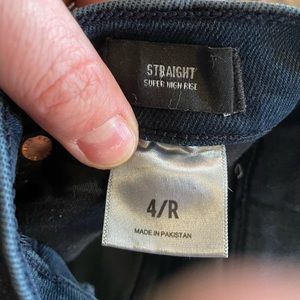 STRAIGHT
SUPER HIGH RISE
4/R
MADE IN PAKISTAN